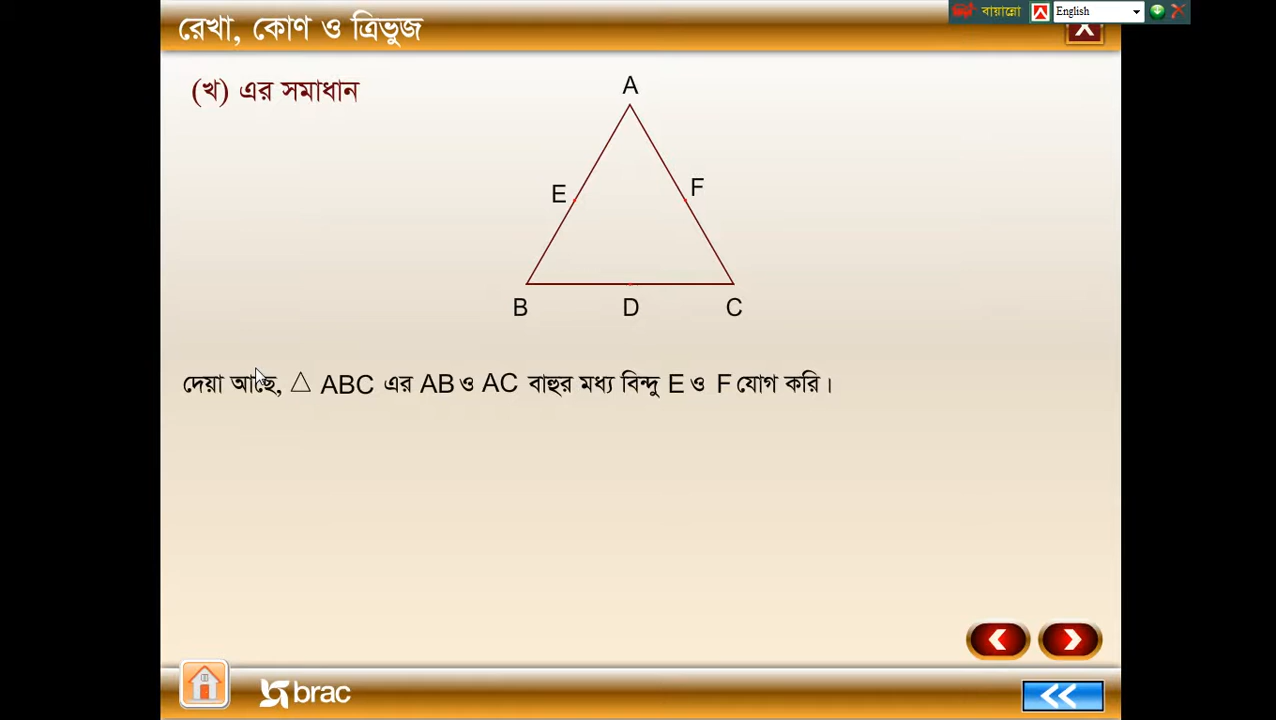 রেখা, কোণ ও ত্রিভুজ
বায়ান্নো
English
(খ) এর সমাধান
A
E
F
B
D
C
দেয়া আছে, △ ABC এর AB ও AC বাহুর মধ্য বিন্দু E ও F যোগ করি।
brac